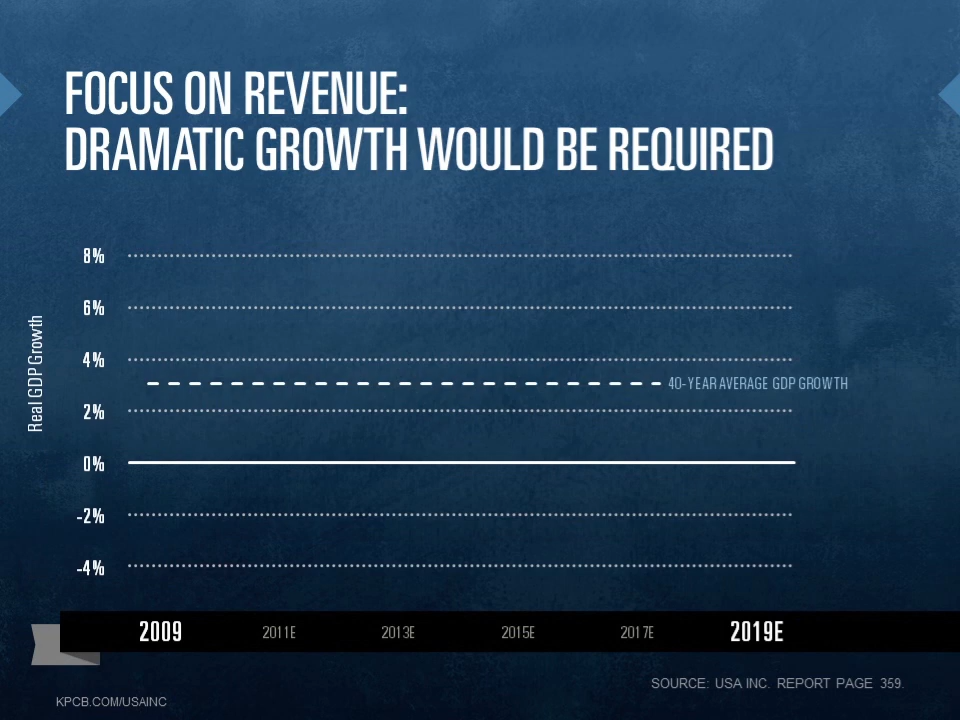 FOCUS ON REVENUE:
DRAMATIC GROWTH WOULD BE REQUIRED
8%
6%
4%
40-YEAR AVERAGE GDP GROWTH
2%
0%
-2%
-4%
Real GDP Growth
2009 2011E 2013E 2015E 2017E 2019E
SOURCE: USA INC. REPORT PAGE 359.
KPCB.COM/USAINC